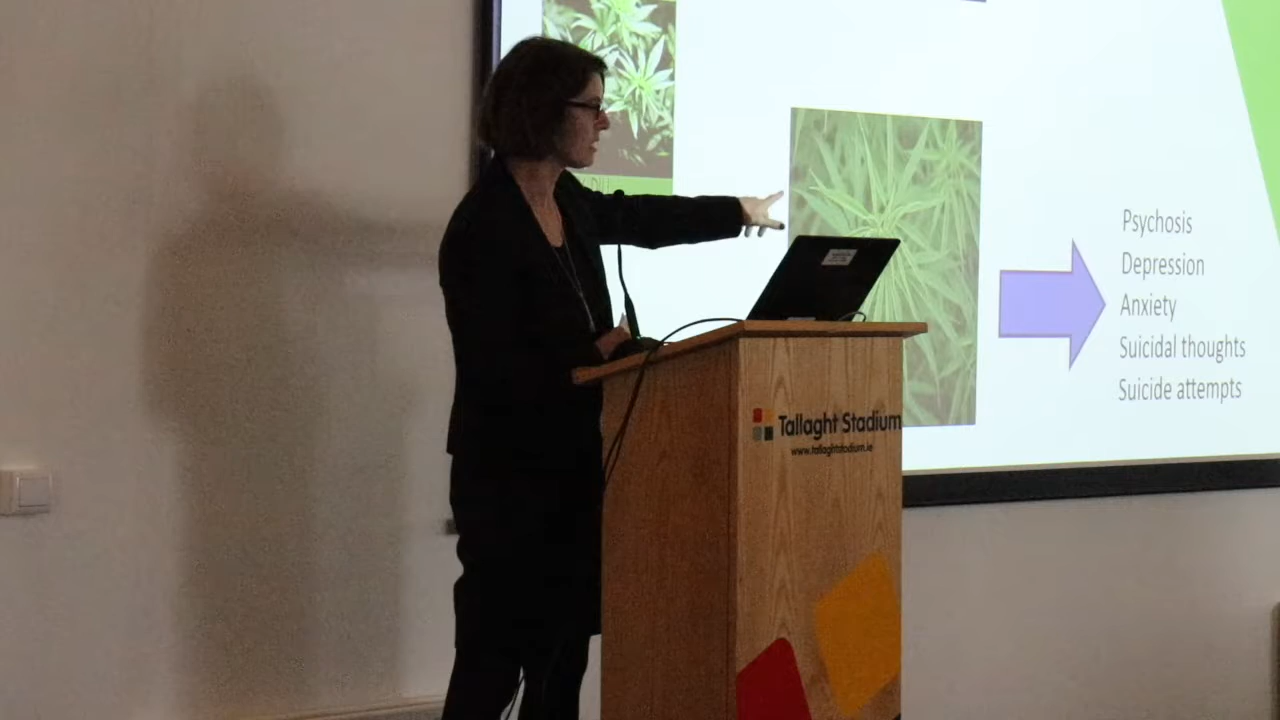 Psychosis
Depression
Anxiety
Suicidal thoughts
Suicide attempts
Tallaght Stadium
www.tallaghtstadium.ie